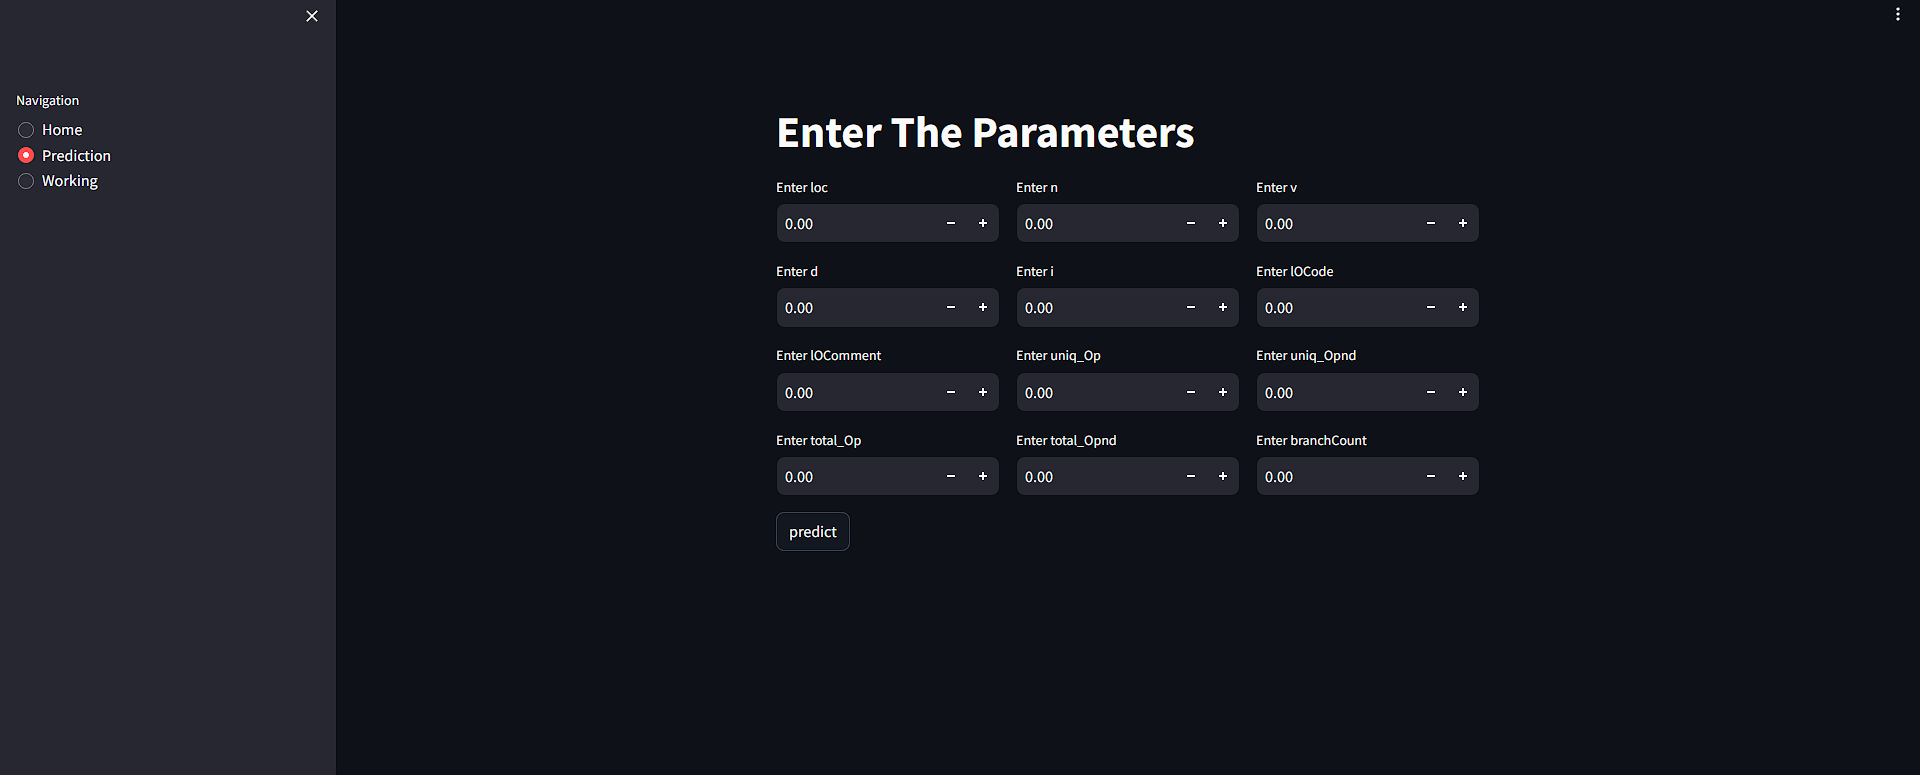 Navigation
Home
Prediction
Working
Enter The Parameters
Enter loc Enter n Enter v
0.00 − + 0.00 − + 0.00 − +
Enter d Enter i Enter lOCode
0.00 − + 0.00 − + 0.00 − +
Enter lOComment Enter uniq_Op Enter uniq_Opnd
0.00 − + 0.00 − + 0.00 − +
Enter total_Op Enter total_Opnd Enter branchCount
0.00 − + 0.00 − + 0.00 − +
predict